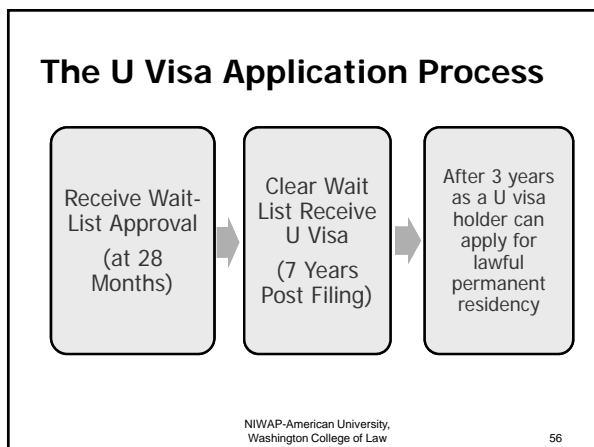 The U Visa Application Process
Receive Wait-
List Approval
(at 28
Months)
Clear Wait
List Receive
U Visa
(7 Years
Post Filing)
After 3 years
as a U visa
holder can
apply for
lawful
permanent
residency
NIWAP-American University,
Washington College of Law
56